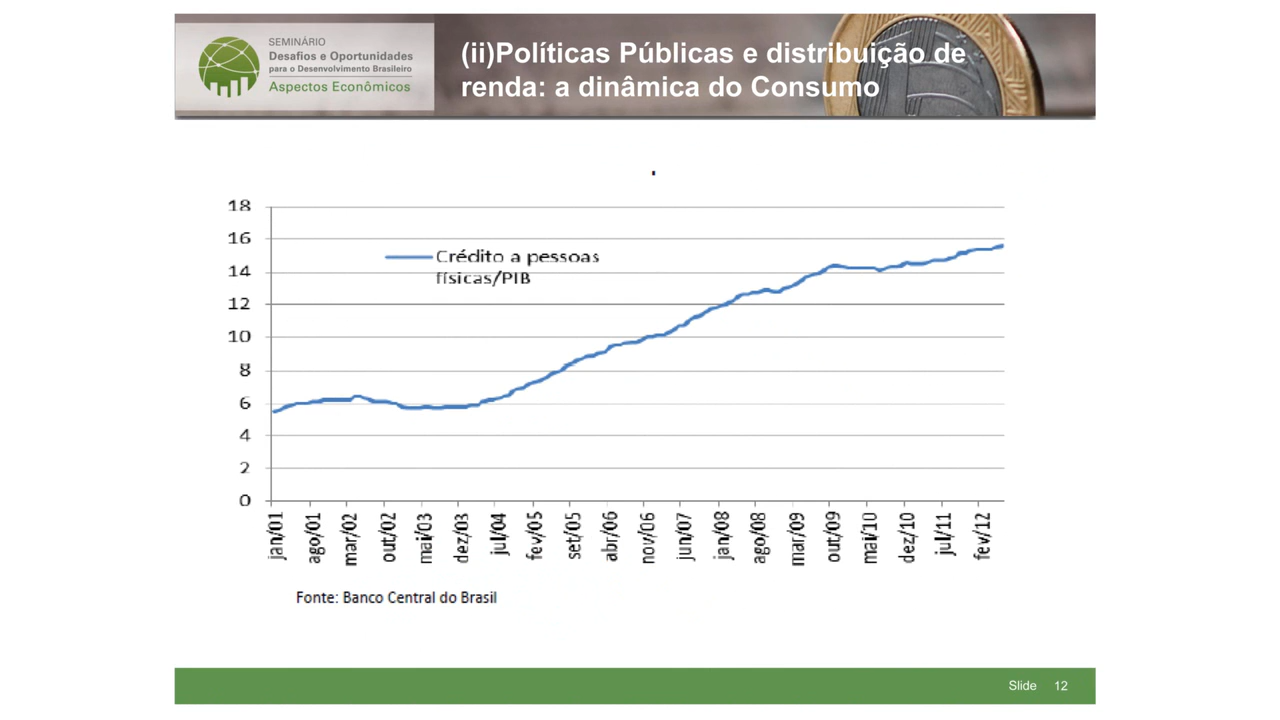 SEMINÁRIO
Desafios e Oportunidades
para o Desenvolvimento Brasileiro
Aspectos Econômicos
(ii)Políticas Públicas e distribuição de
renda: a dinâmica do Consumo
18
16
14
12
10
8
6
4
2
0
Crédito a pessoas
físicas/PIB
jan/01
ago/01
mar/02
out/02
mai/03
dez/03
jul/04
fev/05
set/05
abr/06
nov/06
jun/07
jan/08
ago/08
mar/09
out/09
mai/10
dez/10
jul/11
fev/12
Fonte: Banco Central do Brasil
Slide 12